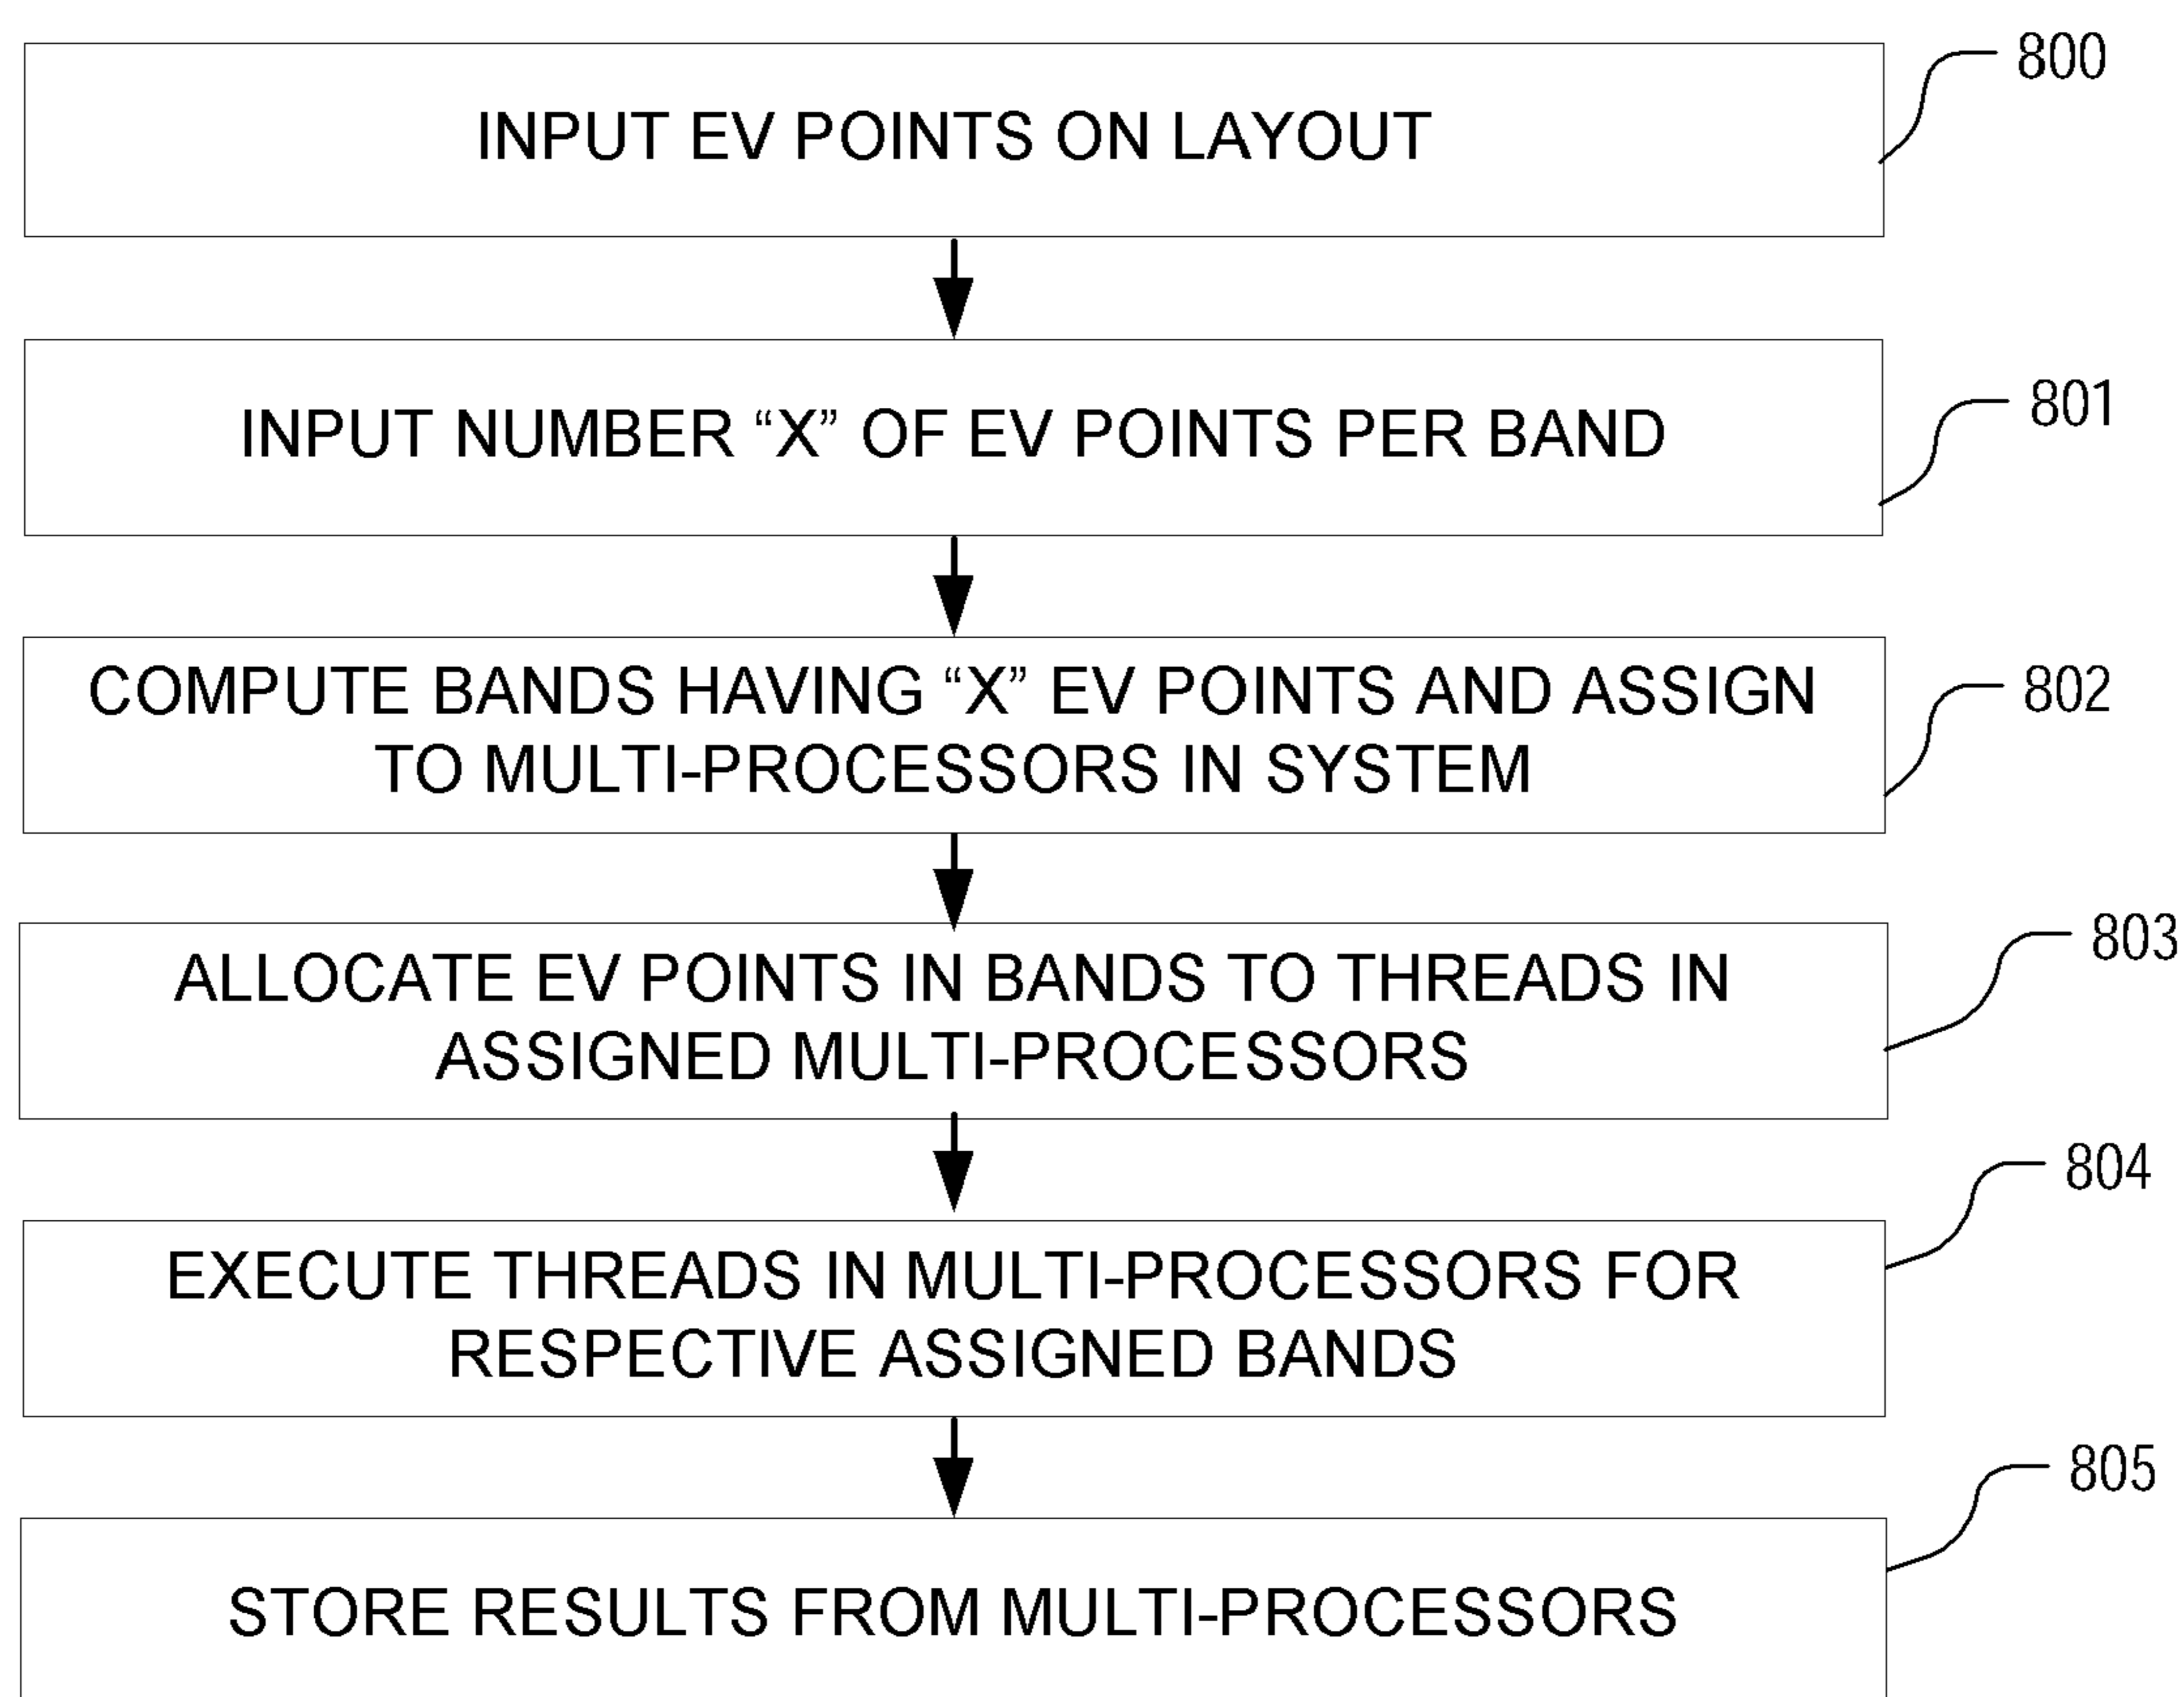 INPUT EV POINTS ON LAYOUT
800
INPUT NUMBER “X” OF EV POINTS PER BAND
801
COMPUTE BANDS HAVING “X” EV POINTS AND ASSIGN
TO MULTI-PROCESSORS IN SYSTEM
802
ALLOCATE EV POINTS IN BANDS TO THREADS IN
ASSIGNED MULTI-PROCESSORS
803
EXECUTE THREADS IN MULTI-PROCESSORS FOR
RESPECTIVE ASSIGNED BANDS
804
STORE RESULTS FROM MULTI-PROCESSORS
805